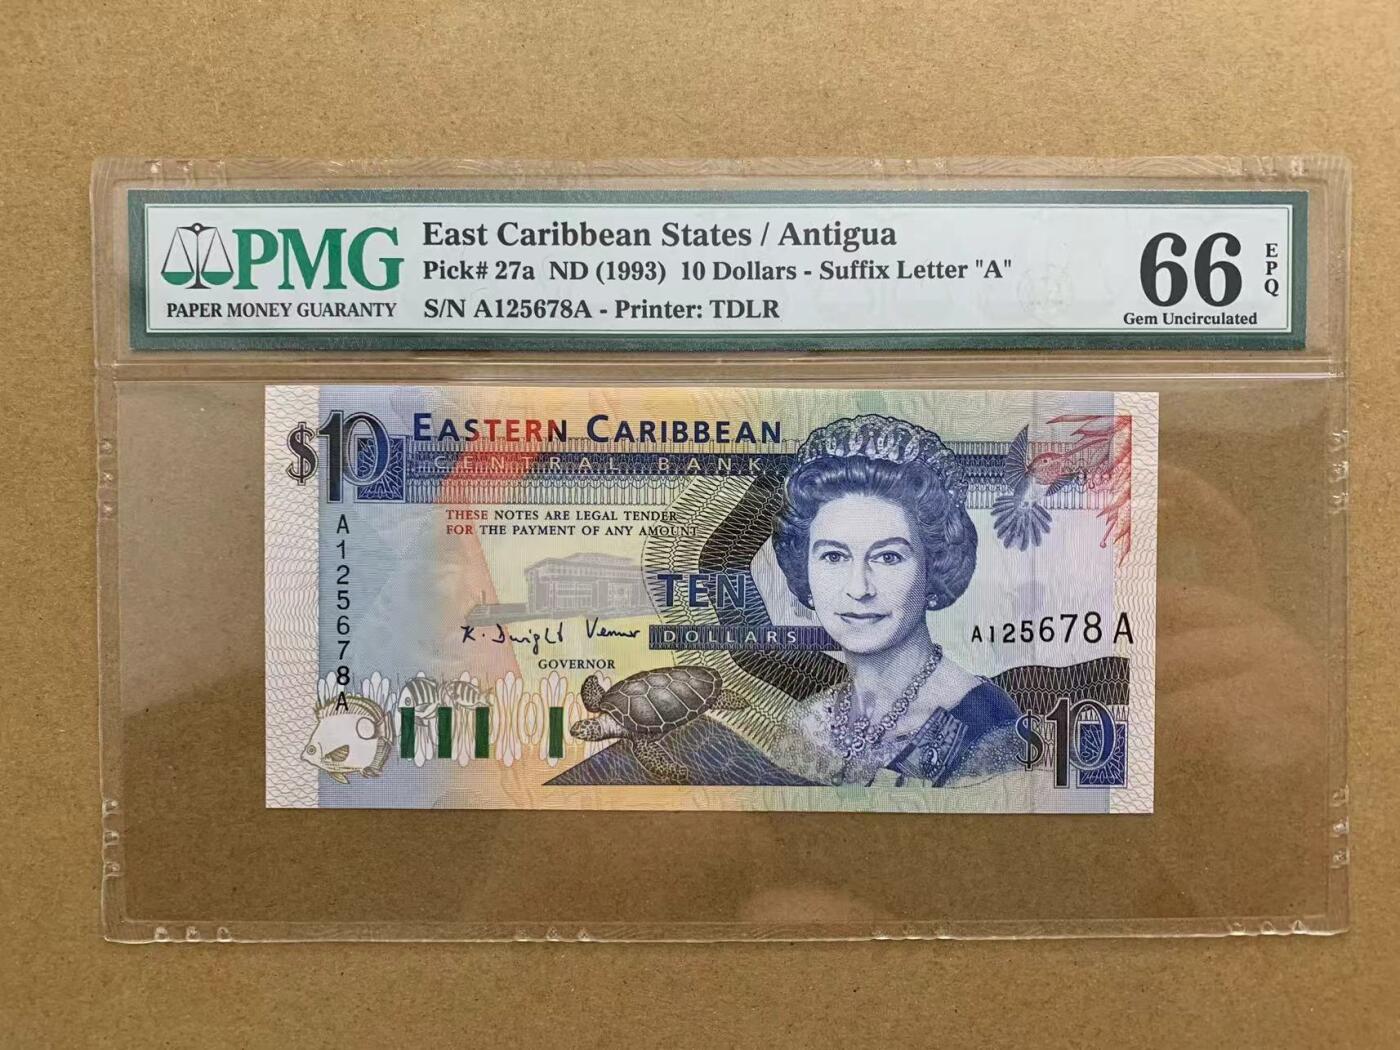 PMG
PAPER MONEY GUARANTY
East Caribbean States / Antigua
Pick# 27a ND (1993) 10 Dollars - Suffix Letter "A"
S/N A125678A - Printer: TDLR
66
EPQ
Gem Uncirculated
$10
EASTERN CARIBBEAN
CENTRAL BANK
THESE NOTES ARE LEGAL TENDER
FOR THE PAYMENT OF ANY AMOUNT
A125678A
TEN
DOLLARS
K. Dwight Venner
GOVERNOR
A125678A
$10